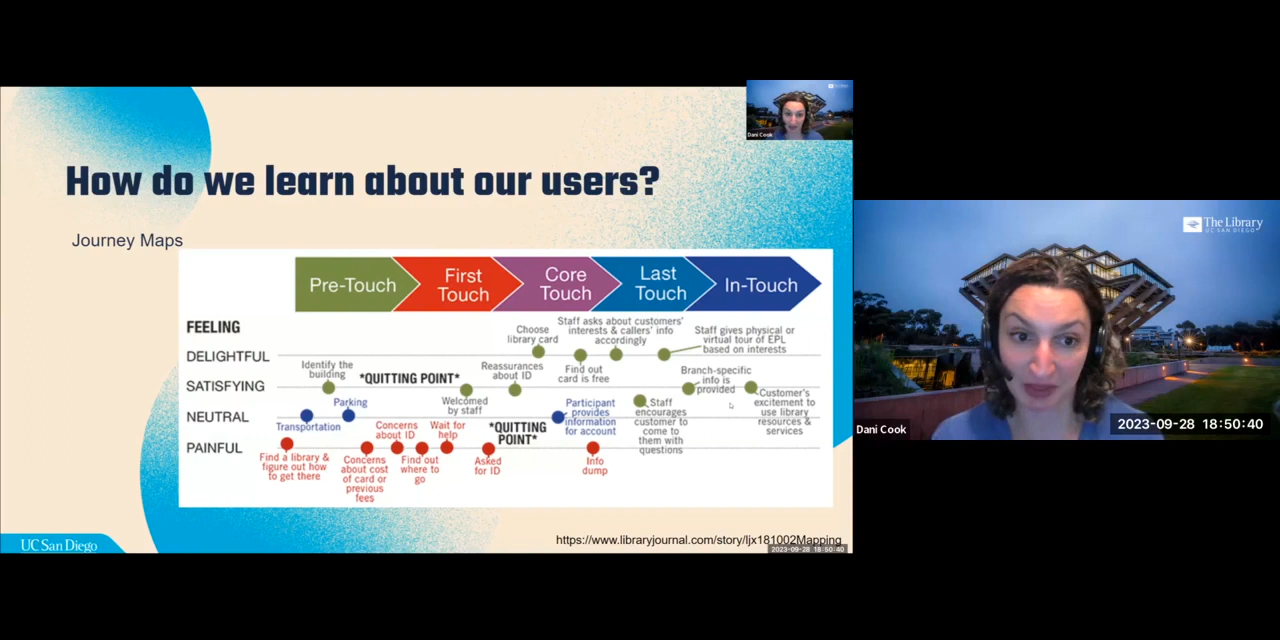 Dani Cook
How do we learn about our users?
Journey Maps
Pre-Touch
First
Touch
Core
Touch
Last
Touch
In-Touch
FEELING
DELIGHTFUL
SATISFYING
NEUTRAL
PAINFUL
Choose
library card
Staff asks about customers'
interests & callers' info
accordingly
Staff gives physical or
virtual tour of EPL
based on interests
Identify the
building
*QUITTING POINT*
Reassurances
about ID
Find out
card is free
Branch-specific
info is
provided
Parking
Transportation
Welcomed
by staff
*QUITTING
POINT*
Participant
provides
information
for account
Staff
encourages
customer to
come to
them with
questions
Customer's
excitement to
use library
resources &
services
Find a library &
figure out how
to get there
Concerns
about cost
of card or
previous
fees
Concerns
about ID
Find out
where to
go
Wait for
help
Asked
for ID
Info
dump
UC San Diego
https://www.libraryjournal.com/story/ljx181002Mapping
2023-09-28 18:50:40
The Library
UC SAN DIEGO
Dani Cook
2023-09-28 18:50:40